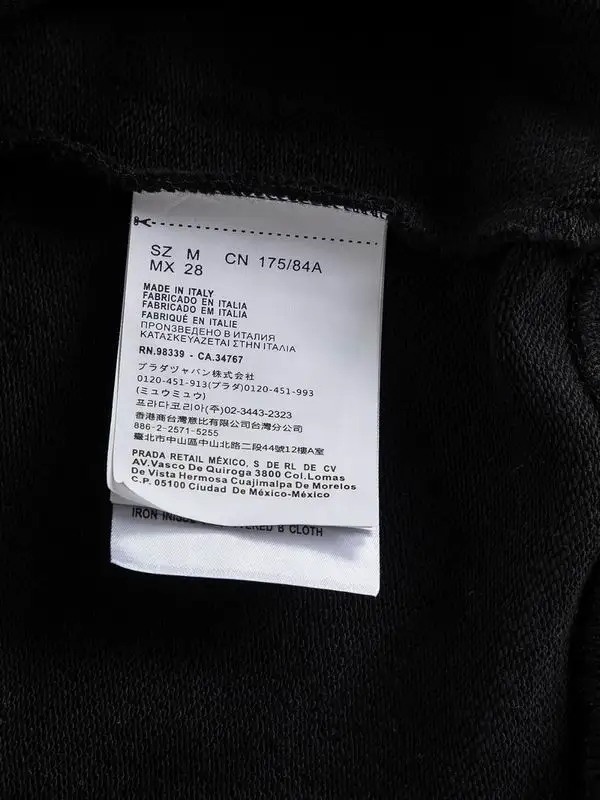 SZ M CN 175/84A
MX 28
MADE IN ITALY
FABRICADO EN ITALIA
FABRICADO EM ITALIA
FABRIQUÉ EN ITALIE
ПРОНЗВЕДЕНО В ИТАЛИЯ
ΚΑΤΑΣΚΕΥΑΖΕΤΑΙ ΣΤΗΝ ΙΤΑΛΙΑ
RN.98339 - CA.34767
プラダヅャバン株式会社
0120-451-913(プラダ)0120-451-993
(ミュウミュウ)
프라다코리아(주)02-3443-2323
香港商台灣意比有限公司台灣分公司
886-2-2571-5255
臺北市中山區中山北路二段44號12樓A室
PRADA RETAIL MÉXICO, S DE RL DE CV
AV.Vasco De Quiroga 3800 Col.Lomas
De Vista Hermosa Cuajimalpa De Morelos
C.P. 05100 Ciudad De México-México
IRON B CLOTH